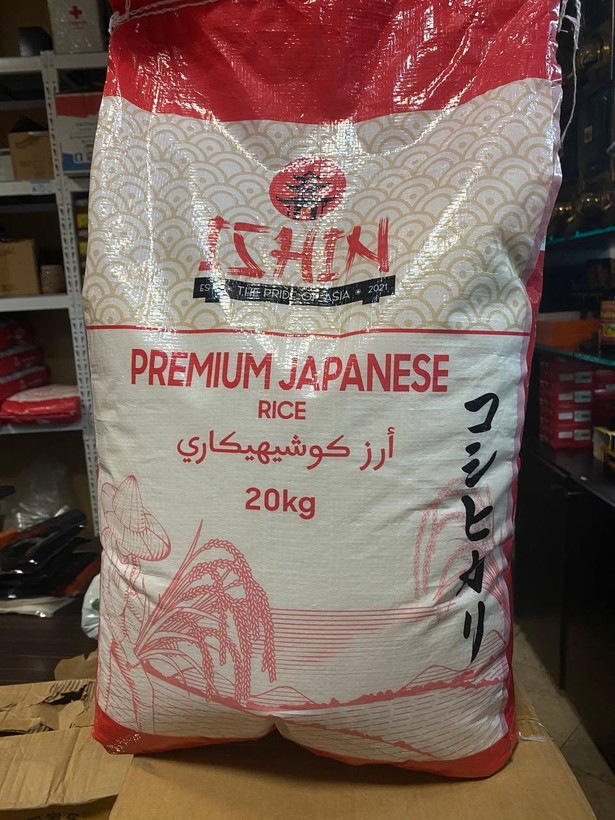 ISHIN
EST THE PRIDE OF ASIA 2021
PREMIUM JAPANESE
RICE
أرز كوشيهيكاري
20kg
コシヒカリ